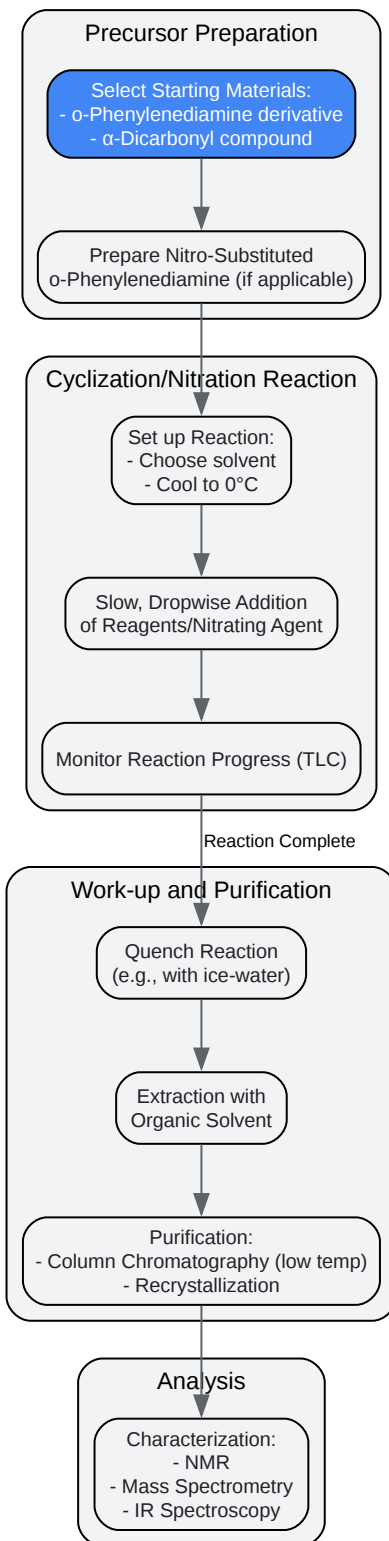 Precursor Preparation
Select Starting Materials:
- o-Phenylenediamine derivative
- α-Dicarbonyl compound
Prepare Nitro-Substituted
o-Phenylenediamine (if applicable)
Cyclization/Nitration Reaction
Set up Reaction:
- Choose solvent
- Cool to 0°C
Slow, Dropwise Addition
of Reagents/Nitrating Agent
Monitor Reaction Progress (TLC)
Reaction Complete
Work-up and Purification
Quench Reaction
(e.g., with ice-water)
Extraction with
Organic Solvent
Purification:
- Column Chromatography (low temp)
- Recrystallization
Analysis
Characterization:
- NMR
- Mass Spectrometry
- IR Spectroscopy